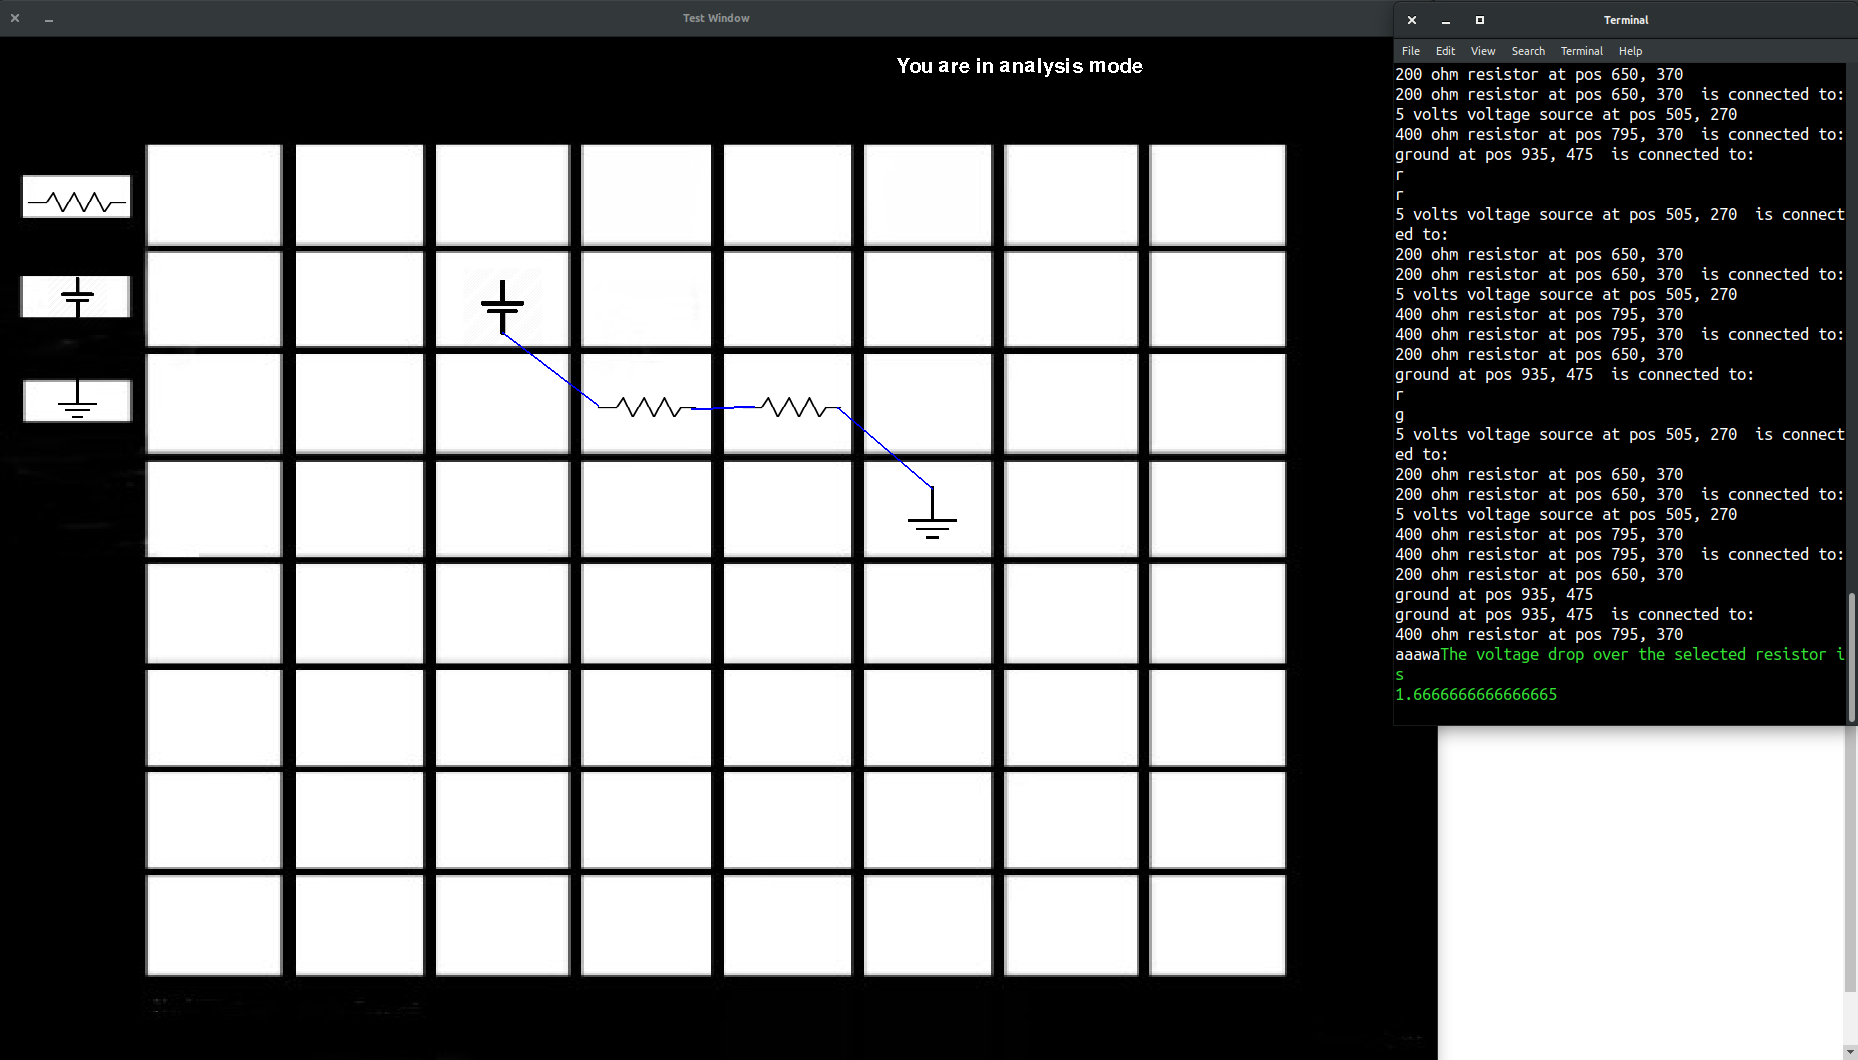 Test Window
You are in analysis mode
Terminal
File Edit View Search Terminal Help
200 ohm resistor at pos 650, 370
200 ohm resistor at pos 650, 370  is connected to:
5 volts voltage source at pos 505, 270
400 ohm resistor at pos 795, 370  is connected to:
ground at pos 935, 475  is connected to:
r
r
5 volts voltage source at pos 505, 270  is connect
ed to:
200 ohm resistor at pos 650, 370
200 ohm resistor at pos 650, 370  is connected to:
5 volts voltage source at pos 505, 270
400 ohm resistor at pos 795, 370
400 ohm resistor at pos 795, 370  is connected to:
200 ohm resistor at pos 650, 370
ground at pos 935, 475  is connected to:
r
g
5 volts voltage source at pos 505, 270  is connect
ed to:
200 ohm resistor at pos 650, 370
200 ohm resistor at pos 650, 370  is connected to:
5 volts voltage source at pos 505, 270
400 ohm resistor at pos 795, 370
400 ohm resistor at pos 795, 370  is connected to:
200 ohm resistor at pos 650, 370
ground at pos 935, 475
ground at pos 935, 475  is connected to:
400 ohm resistor at pos 795, 370
aaawaThe voltage drop over the selected resistor i
s
1.6666666666666665